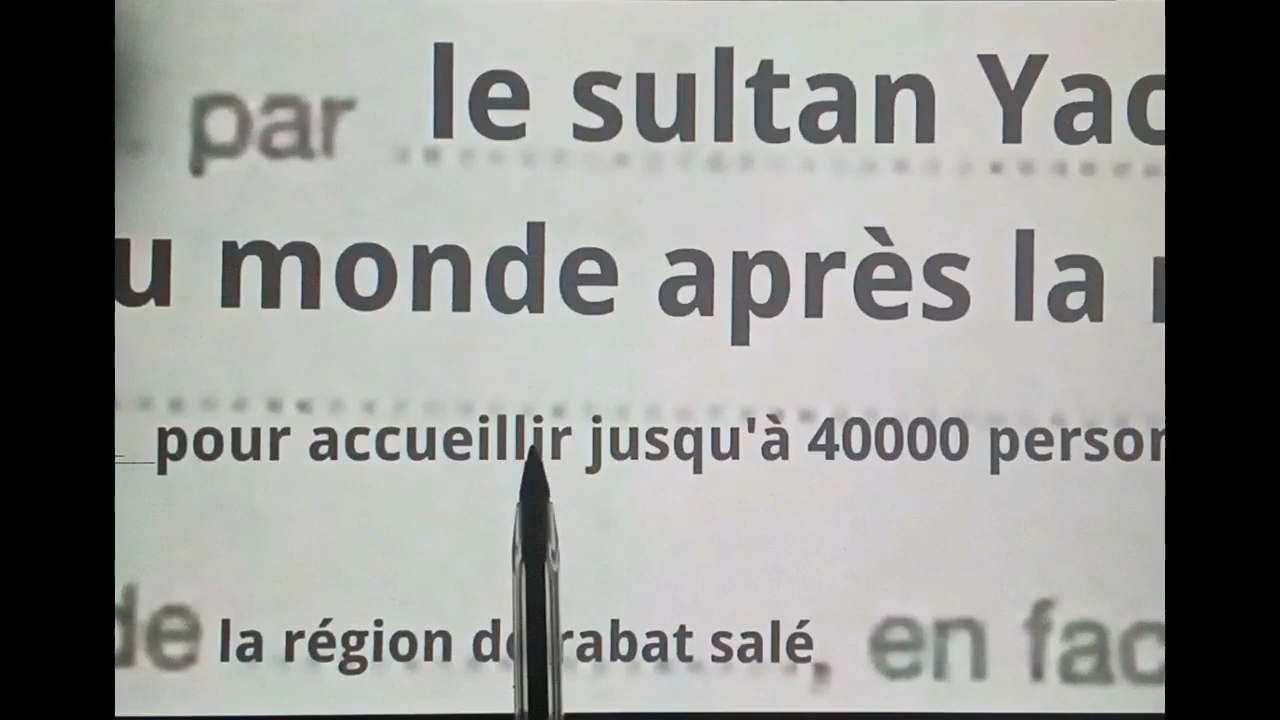 par le sultan Yac
u monde après la
pour accueillir jusqu'à 40000 person
de la région de rabat salé, en fac